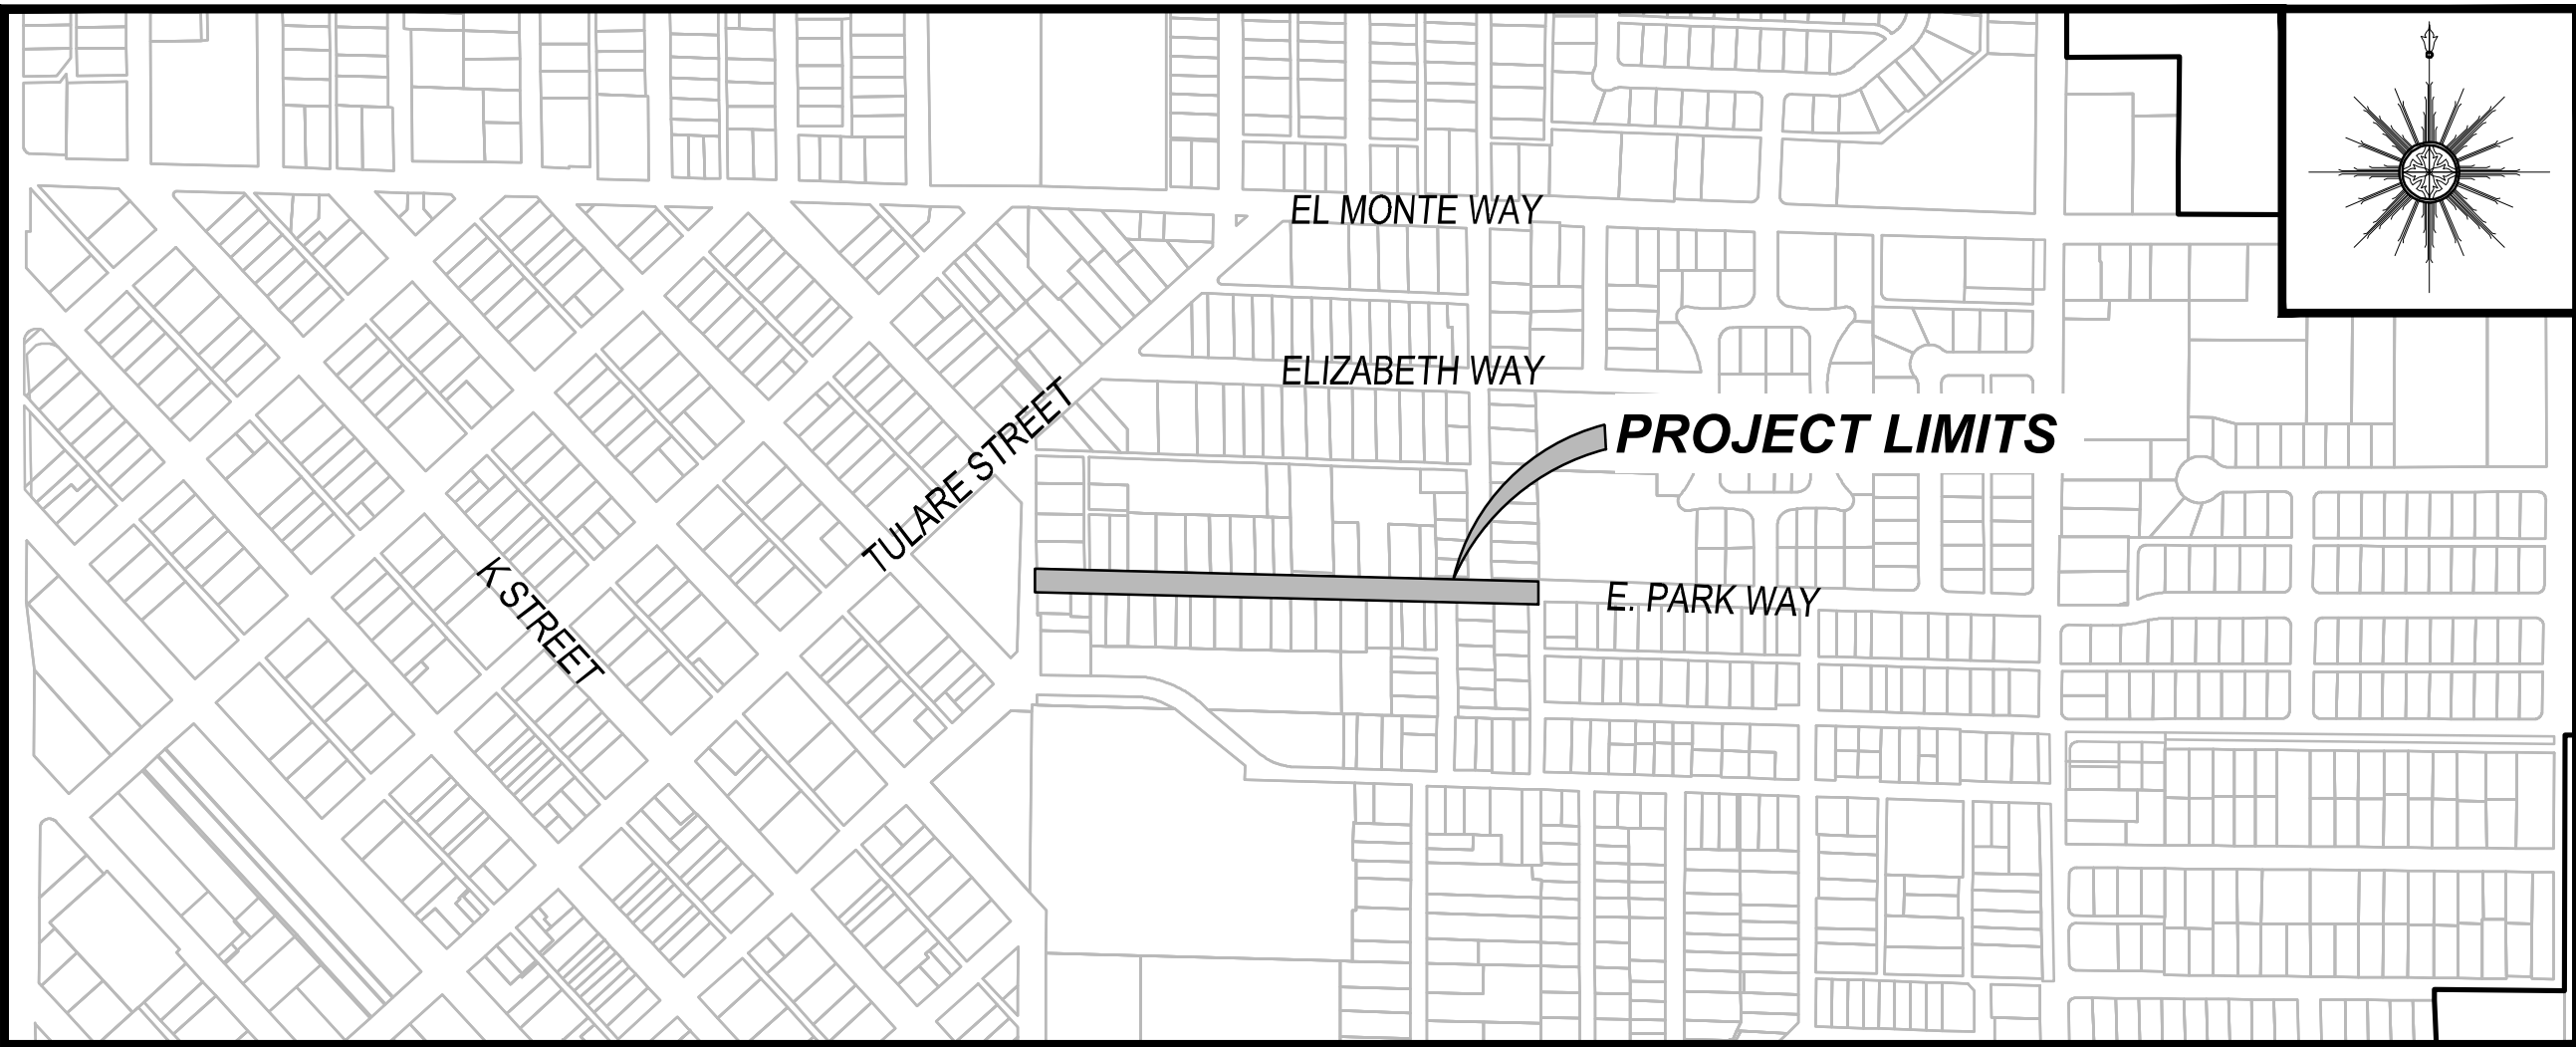 EL MONTE WAY
ELIZABETH WAY
PROJECT LIMITS
TULARE STREET
K STREET
E. PARK WAY